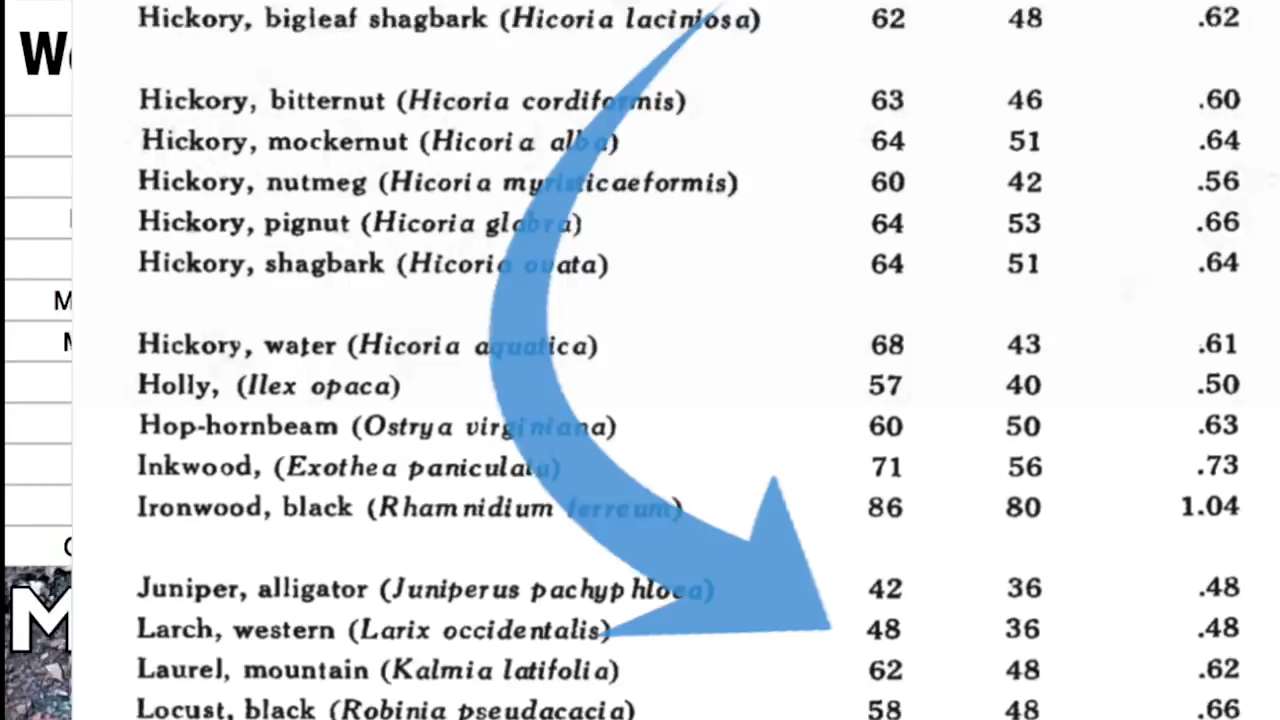 Hickory, bigleaf shagbark (Hicoria laciniosa) 62 48 .62
Hickory, bitternut (Hicoria cordiformis) 63 46 .60
Hickory, mockernut (Hicoria alba) 64 51 .64
Hickory, nutmeg (Hicoria myristicaeformis) 60 42 .56
Hickory, pignut (Hicoria glabra) 64 53 .66
Hickory, shagbark (Hicoria ovata) 64 51 .64
M
Hickory, water (Hicoria aquatica) 68 43 .61
Holly, (Ilex opaca) 57 40 .50
Hop-hornbeam (Ostrya virginiana) 60 50 .63
Inkwood, (Exothea paniculata) 71 56 .73
Ironwood, black (Rhamnidium ferreum) 86 80 1.04
Juniper, alligator (Juniperus pachyphloea) 42 36 .48
M
Larch, western (Larix occidentalis) 48 36 .48
Laurel, mountain (Kalmia latifolia) 62 48 .62
Locust, black (Robinia pseudacacia) 58 48 .66